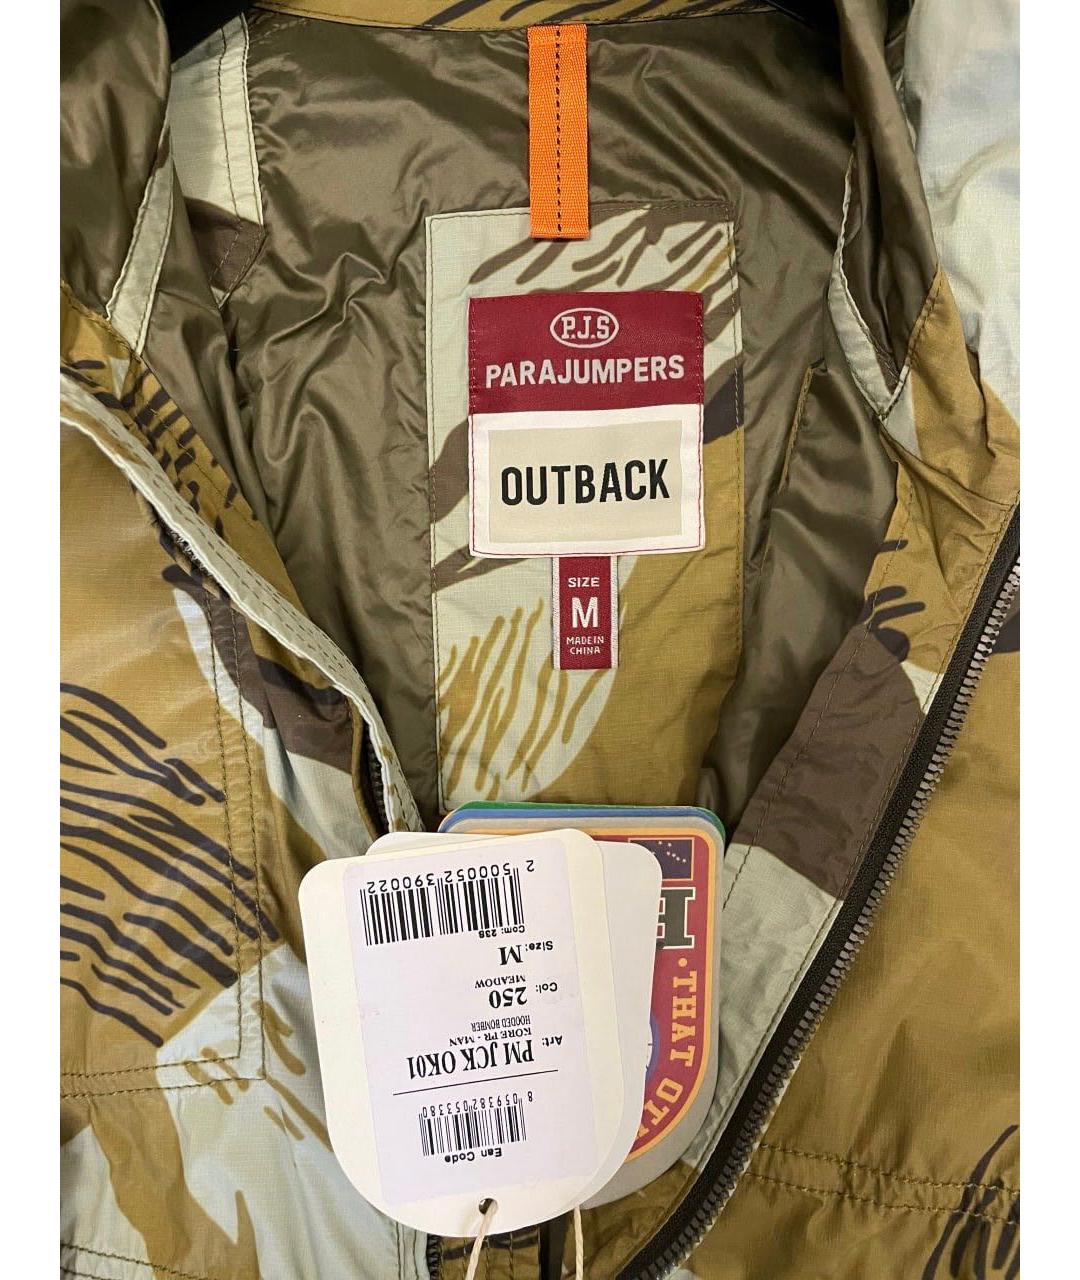 P.J.S
PARAJUMPERS
OUTBACK
SIZE
M
MADE IN
CHINA
H · THAT OT
Ean Code
8 059382 053380
Art: PM JCK OK01
KORE PR - MAN
HOODED BOMBER
Col: 250
MEADOW
Size: M
Com: 238
2 500052 390022